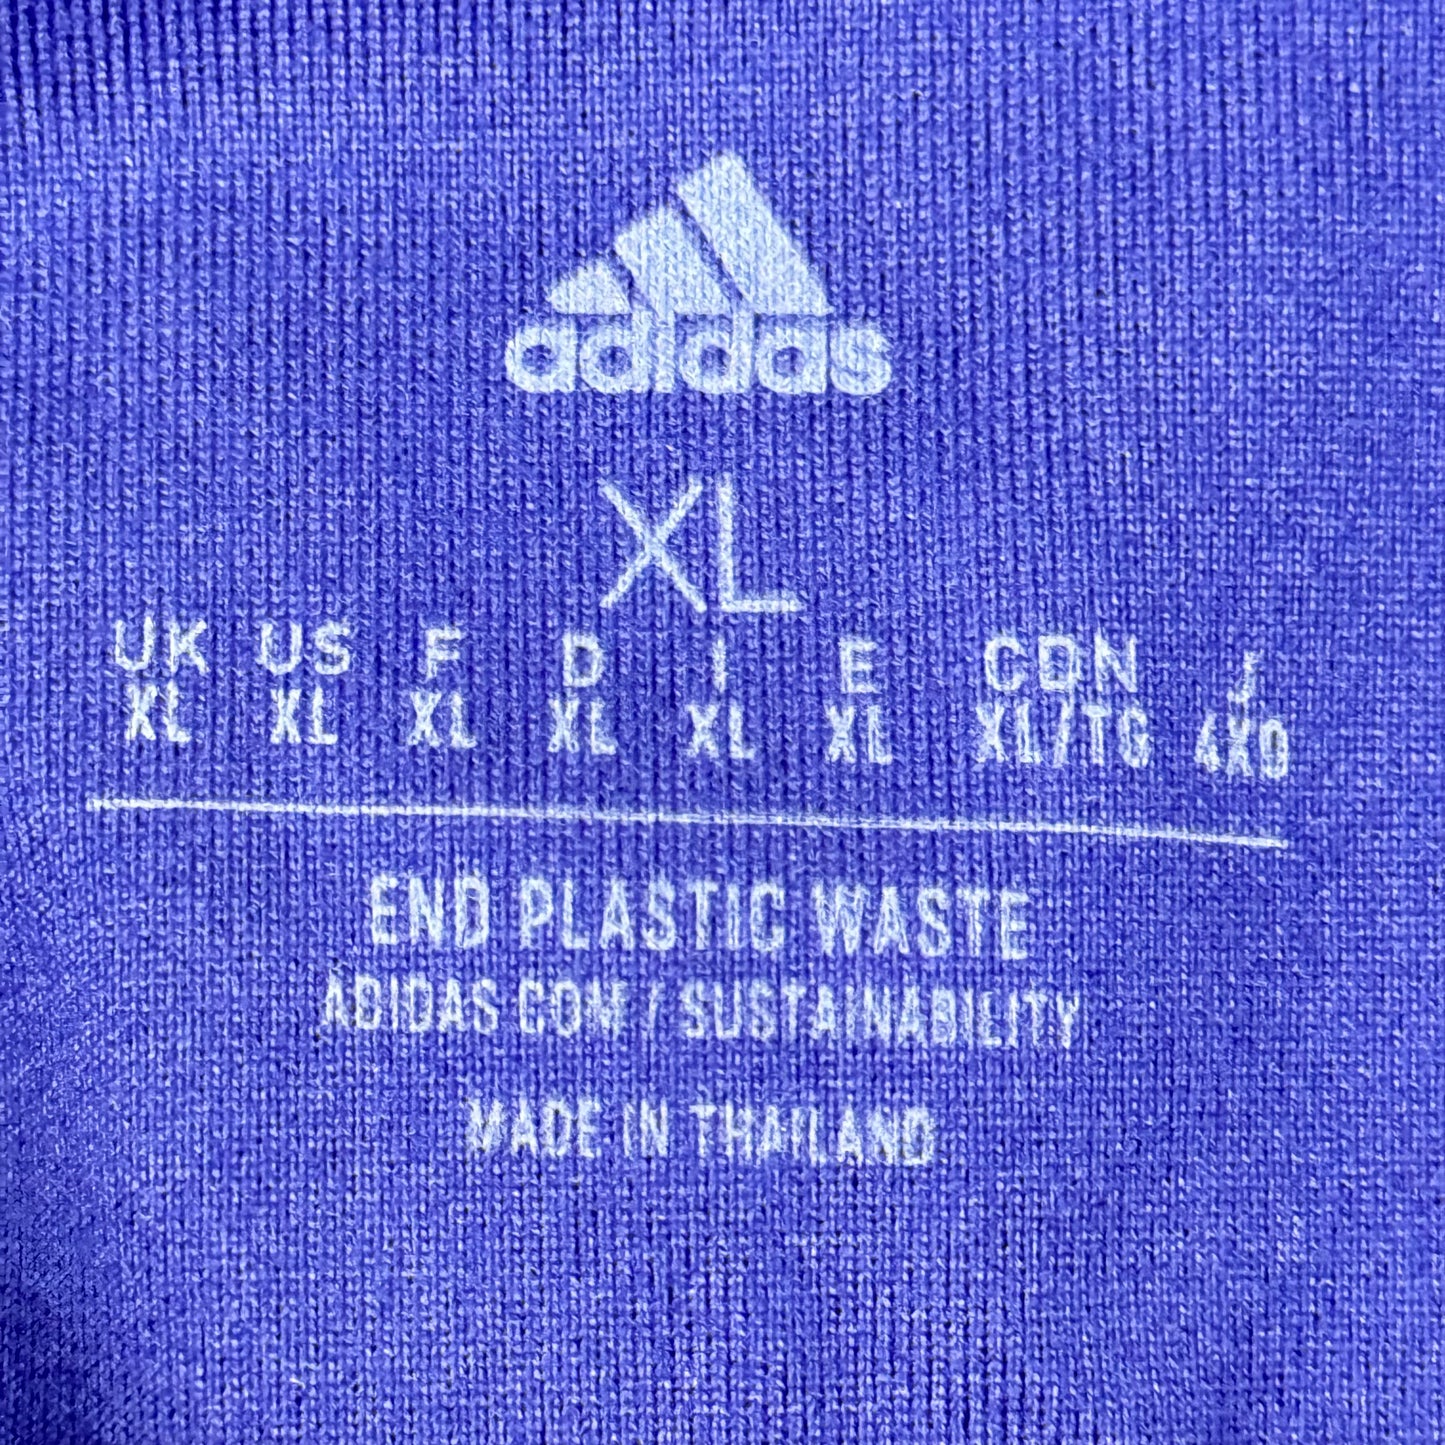 adidas
XL
UK US F D I E CDN J
XL XL XL XL XL XL XL/TG 4XO
END PLASTIC WASTE
ADIDAS.COM / SUSTAINABILITY
MADE IN THAILAND